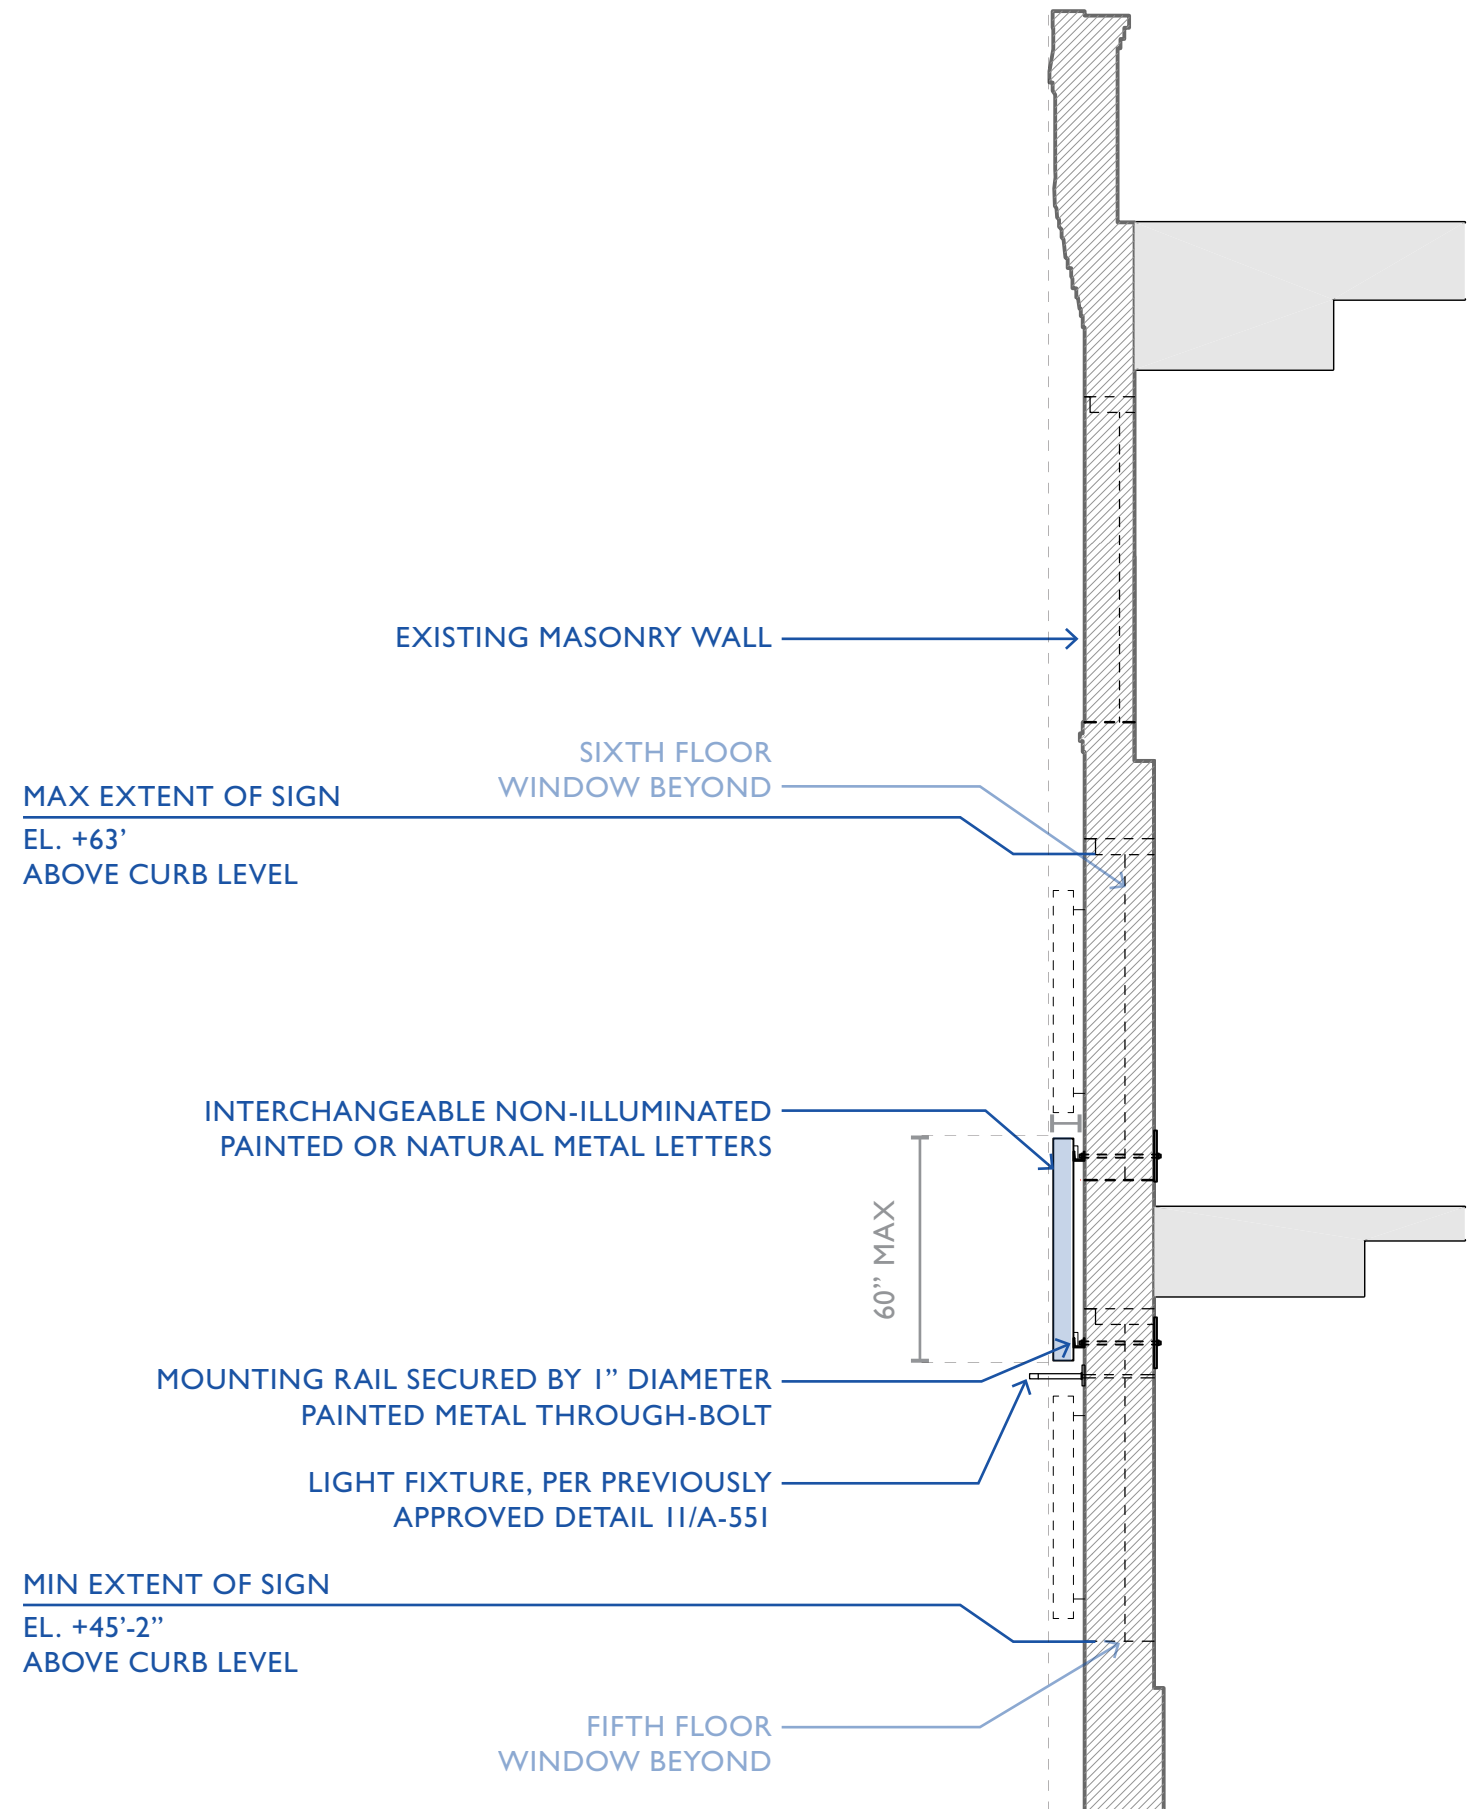 EXISTING MASONRY WALL
SIXTH FLOOR
WINDOW BEYOND
MAX EXTENT OF SIGN
EL. +63’
ABOVE CURB LEVEL
INTERCHANGEABLE NON-ILLUMINATED
PAINTED OR NATURAL METAL LETTERS
60” MAX
MOUNTING RAIL SECURED BY 1” DIAMETER
PAINTED METAL THROUGH-BOLT
LIGHT FIXTURE, PER PREVIOUSLY
APPROVED DETAIL 11/A-551
MIN EXTENT OF SIGN
EL. +45’-2”
ABOVE CURB LEVEL
FIFTH FLOOR
WINDOW BEYOND